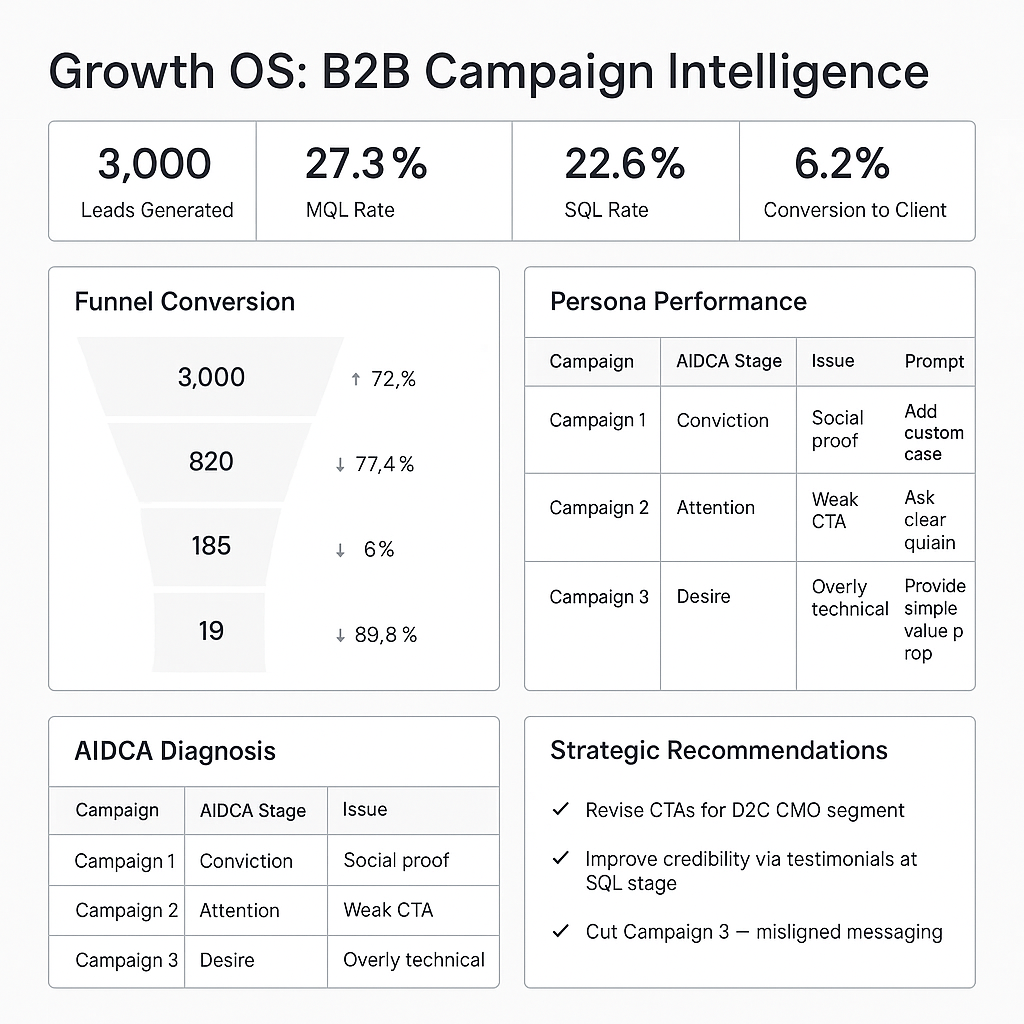 Growth OS: B2B Campaign Intelligence
3,000
Leads Generated
27.3 %
MQL Rate
22.6 %
SQL Rate
6.2%
Conversion to Client
Funnel Conversion
3,000
↑ 72,%
820
↓ 77,4 %
185
↓ 6%
19
↓ 89,8 %
Persona Performance
Campaign AIDCA Stage Issue Prompt
Campaign 1 Conviction
Social
proof
Add
custom
case
Campaign 2 Attention
Weak
CTA
Ask
clear
quiain
Campaign 3 Desire
Overly
technical
Provide
simple
value p
rop
AIDCA Diagnosis
Campaign AIDCA Stage Issue
Campaign 1 Conviction Social proof
Campaign 2 Attention Weak CTA
Campaign 3 Desire Overly technical
Strategic Recommendations
✓ Revise CTAs for D2C CMO segment
✓ Improve credibility via testimonials at
SQL stage
✓ Cut Campaign 3 — misligned messaging